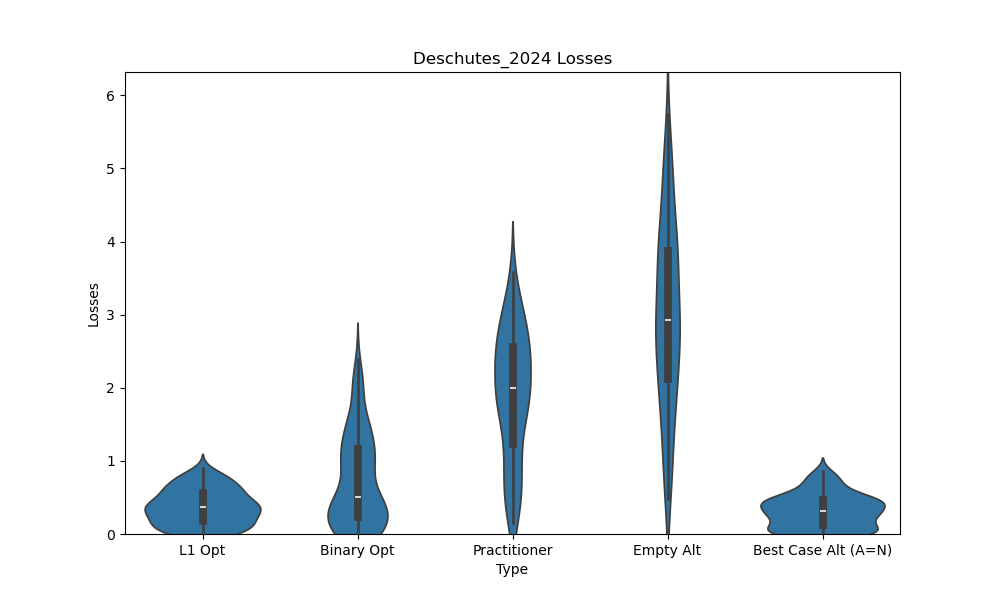 Deschutes_2024 Losses
6
5
4
3
2
1
0
Losses
L1 Opt
Binary Opt
Practitioner
Empty Alt
Best Case Alt (A=N)
Type